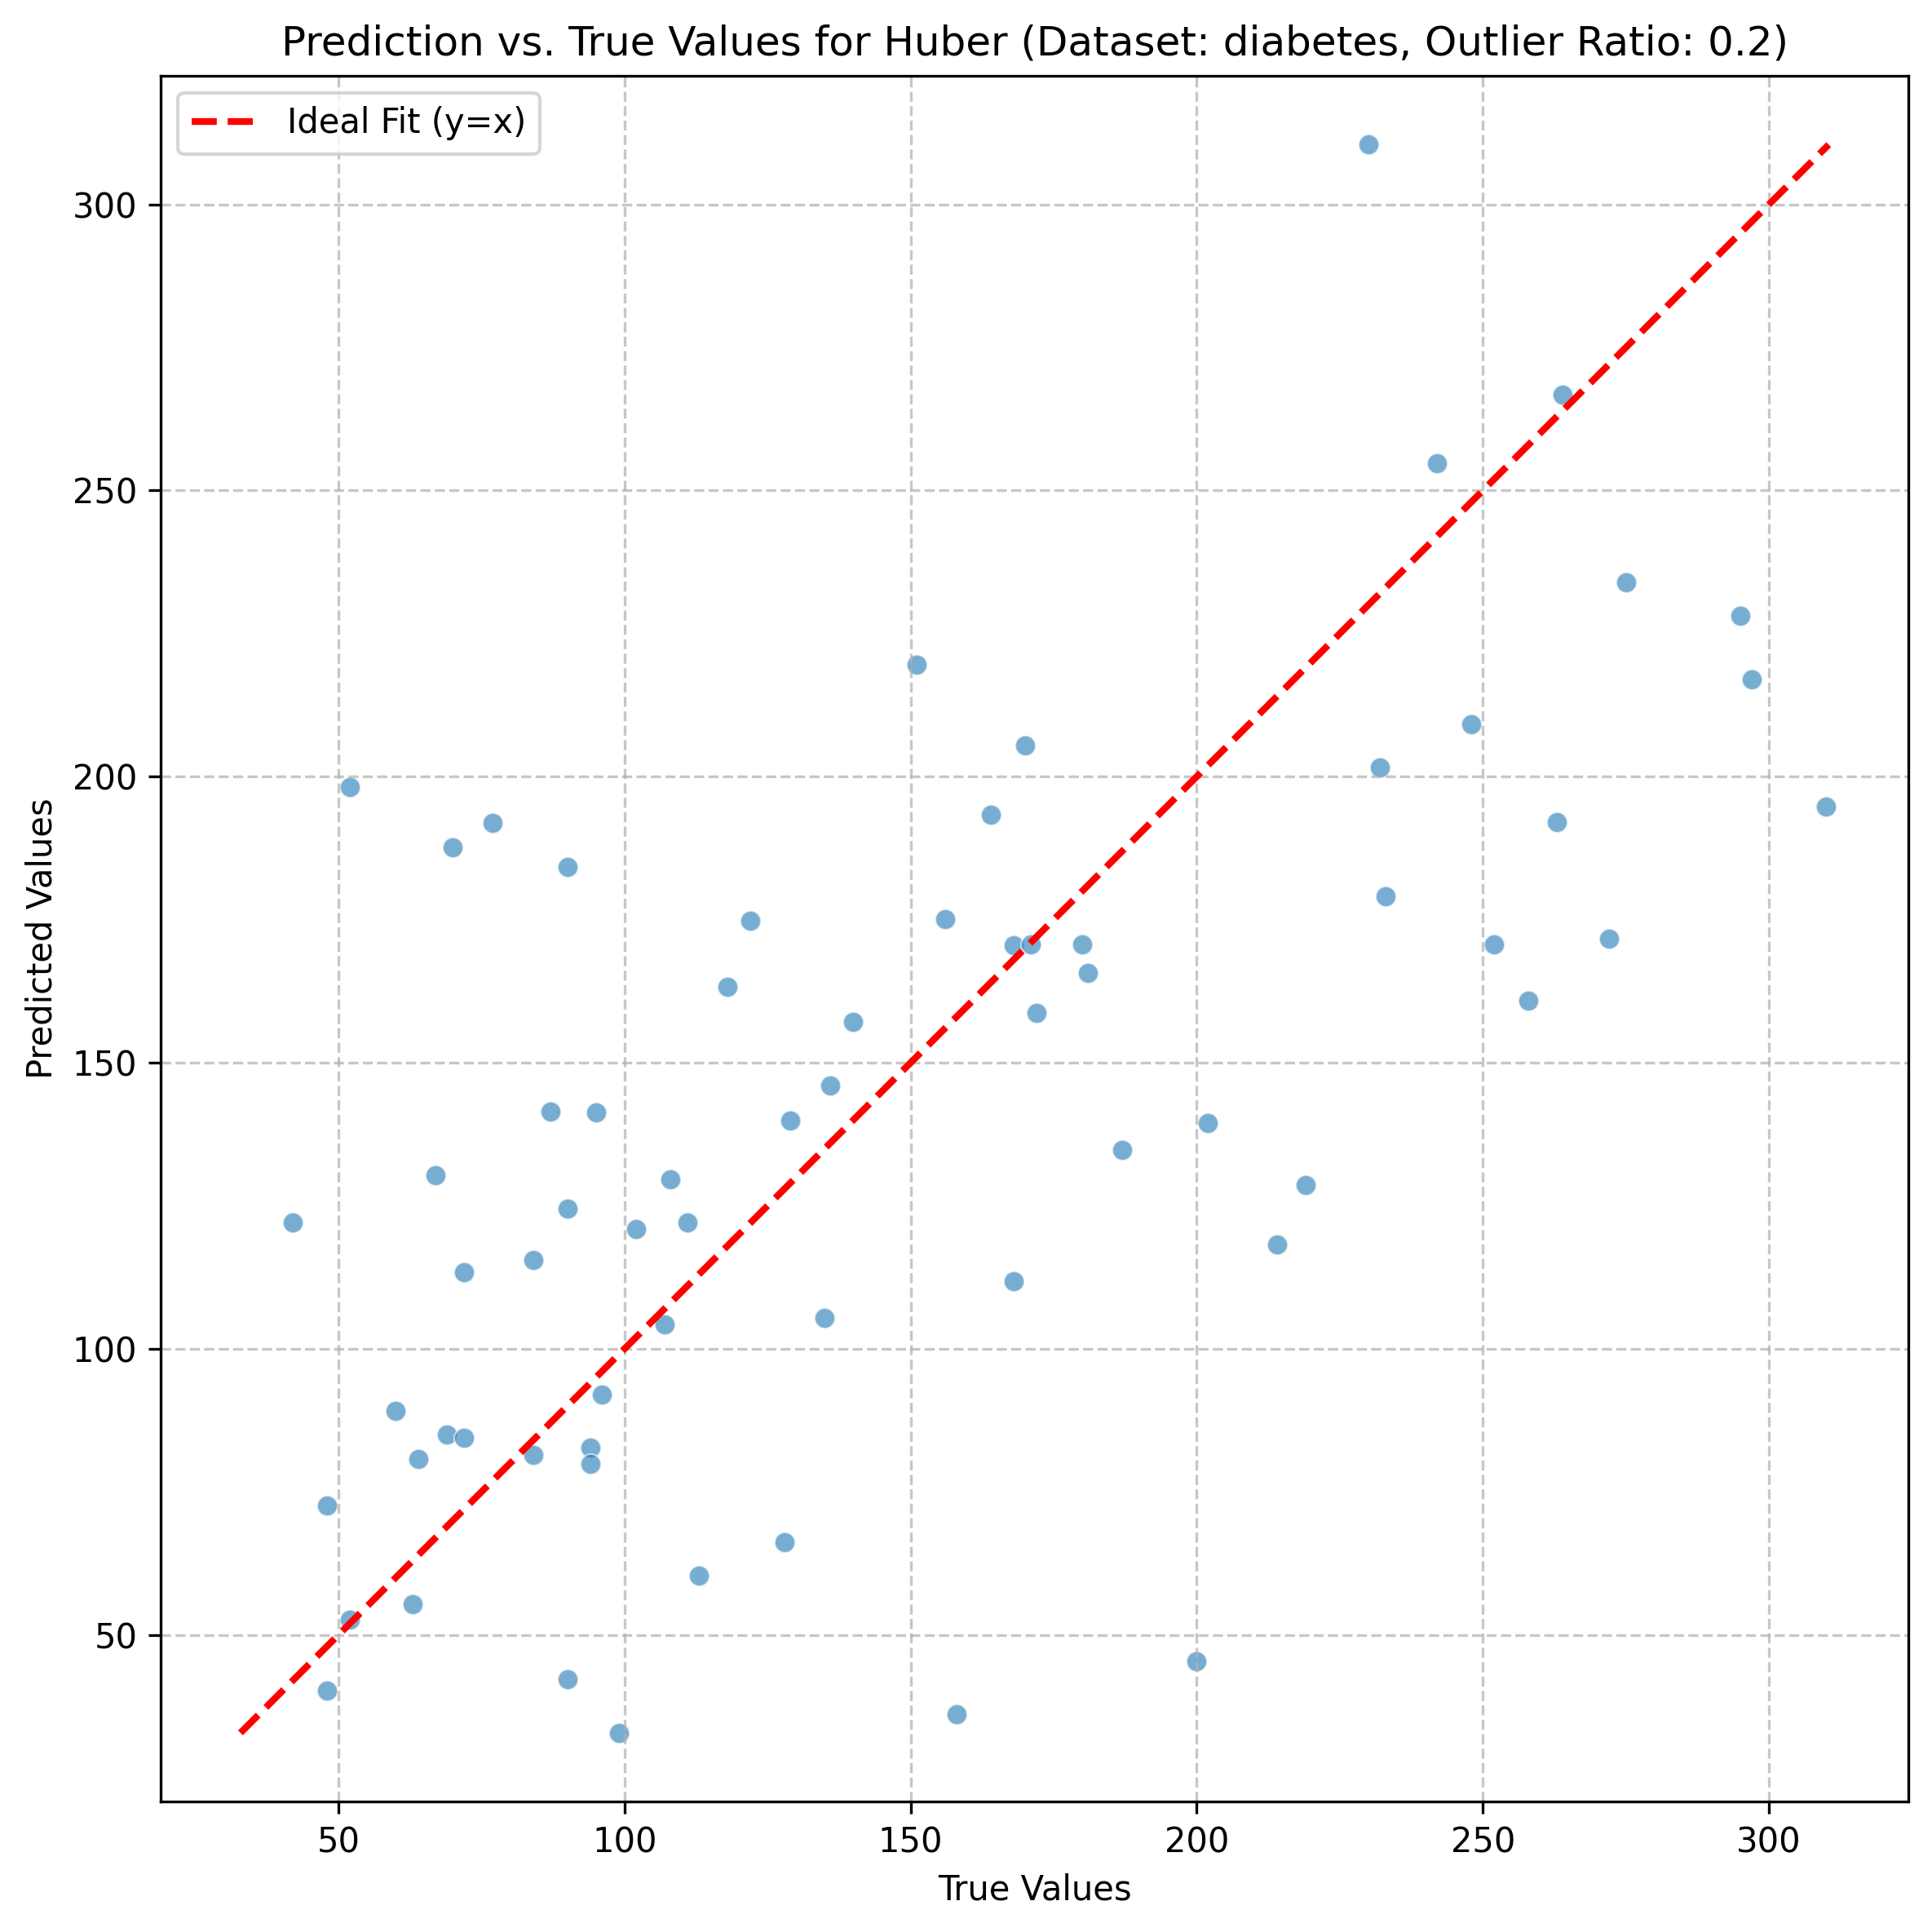 Prediction vs. True Values for Huber (Dataset: diabetes, Outlier Ratio: 0.2)
Ideal Fit (y=x)
300
250
200
150
100
50
Predicted Values
50 100 150 200 250 300
True Values